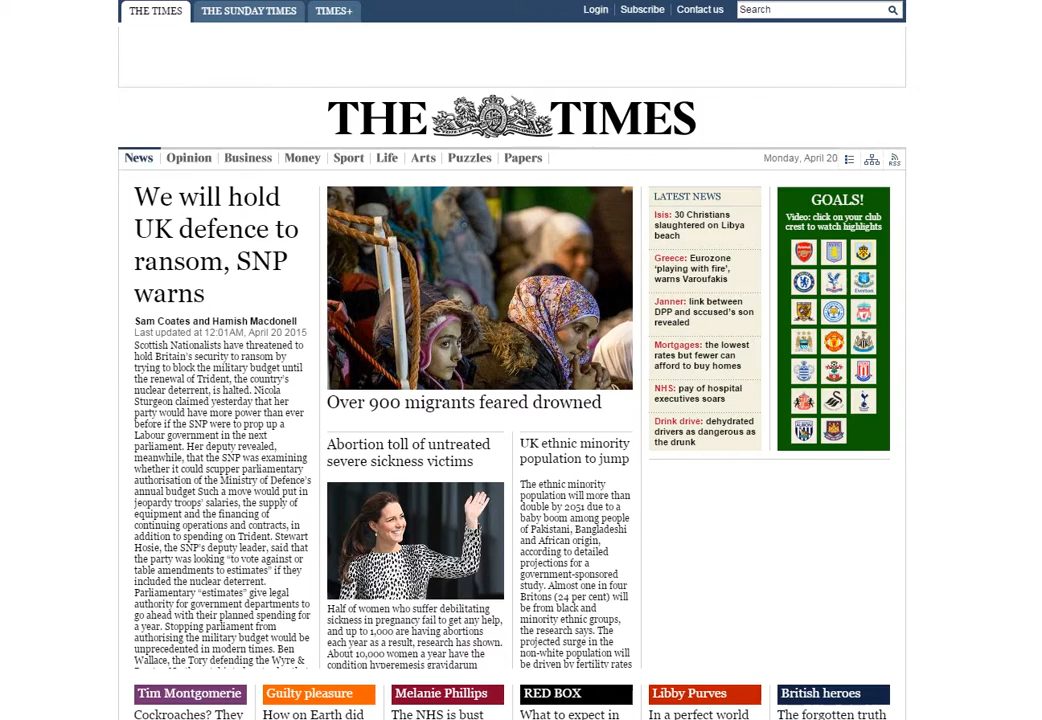 THE TIMES
THE SUNDAY TIMES
TIMES+
Login
Subscribe
Contact us
Search
THE TIMES
News
Opinion
Business
Money
Sport
Life
Arts
Puzzles
Papers
Monday, April 20
RSS
We will hold
UK defence to
ransom, SNP
warns
Sam Coates and Hamish Macdonell
Last updated at 12:01AM, April 20 2015
Scottish Nationalists have threatened to
hold Britain's security to ransom by
trying to block the military budget until
the renewal of Trident, the country's
nuclear deterrent, is halted. Nicola
Sturgeon claimed yesterday that her
party would have more power than ever
before if the SNP were to prop up a
Labour government in the next
parliament. Her deputy revealed,
meanwhile, that the SNP was examining
whether it could scupper parliamentary
authorisation of the Ministry of Defence's
annual budget Such a move would put in
jeopardy troops' salaries, the supply of
equipment and the financing of
continuing operations and contracts, in
addition to spending on Trident. Stewart
Hosie, the SNP's deputy leader, said that
the party was looking "to vote against or
table amendments to estimates" if they
included the nuclear deterrent.
Parliamentary "estimates" give legal
authority for government departments to
go ahead with their planned spending for
a year. Stopping parliament from
authorising the military budget would be
unprecedented in modern times. Ben
Wallace, the Tory defending the Wyre &
Over 900 migrants feared drowned
Abortion toll of untreated
severe sickness victims
Half of women who suffer debilitating
sickness in pregnancy fail to get any help,
and up to 1,000 are having abortions
each year as a result, research has shown.
About 10,000 women a year have the
condition hyperemesis gravidarum
UK ethnic minority
population to jump
The ethnic minority
population will more than
double by 2051 due to a
baby boom among people
of Pakistani, Bangladeshi
and African origin,
according to detailed
projections for a
government-sponsored
study. Almost one in four
Britons (24 per cent) will
be from black and
minority ethnic groups,
the research says. The
projected surge in the
non-white population will
be driven by fertility rates
LATEST NEWS
Isis: 30 Christians
slaughtered on Libya
beach
Greece: Eurozone
'playing with fire',
warns Varoufakis
Janner: link between
DPP and sccused's son
revealed
Mortgages: the lowest
rates but fewer can
afford to buy homes
NHS: pay of hospital
executives soars
Drink drive: dehydrated
drivers as dangerous as
the drunk
GOALS!
Video: click on your club
crest to watch highlights
Tim Montgomerie
Cockroaches? They
Guilty pleasure
How on Earth did
Melanie Phillips
The NHS is bust
RED BOX
What to expect in
Libby Purves
In a perfect world
British heroes
The forgotten truth